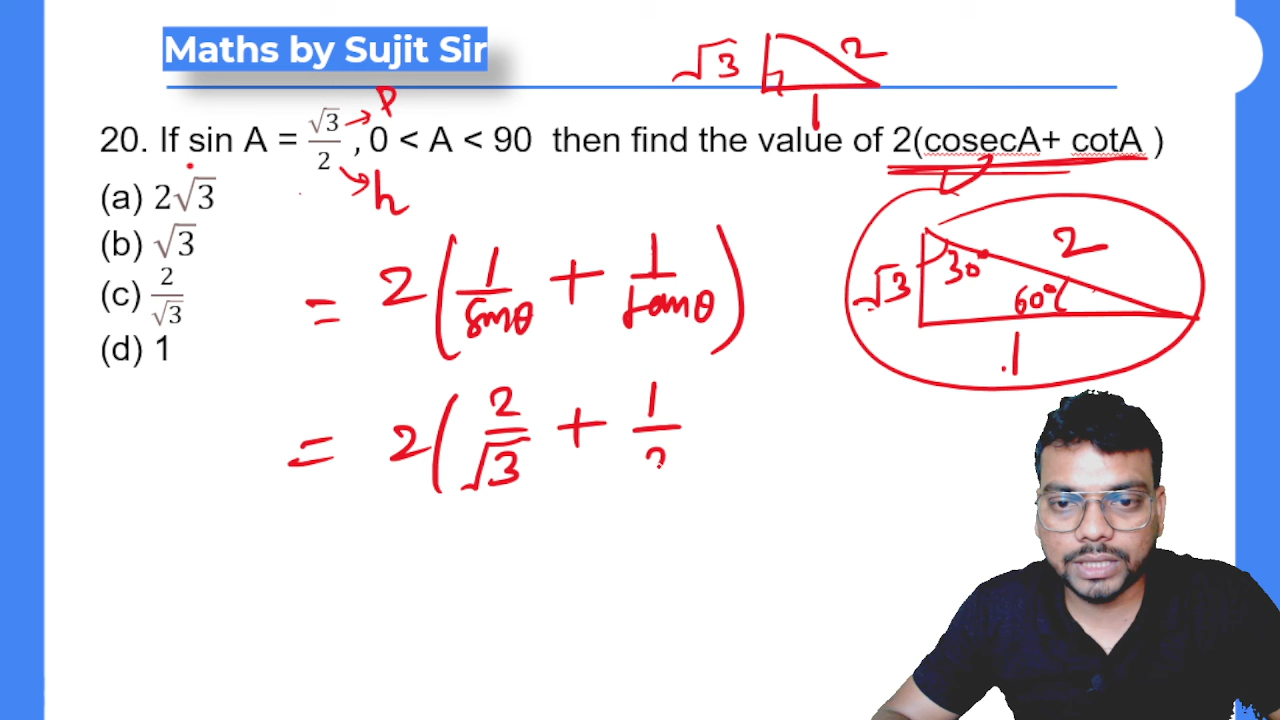 Maths by Sujit Sir
√3 2
1
P
20. If sin A = √3/2 , 0 < A < 90 then find the value of 2(cosecA+ cotA )
h
(a) 2√3
(b) √3
(c) 2/√3
(d) 1
= 2(1/sinθ + 1/tanθ)
√3 30° 60° 2
1
= 2(2/√3 + 1/